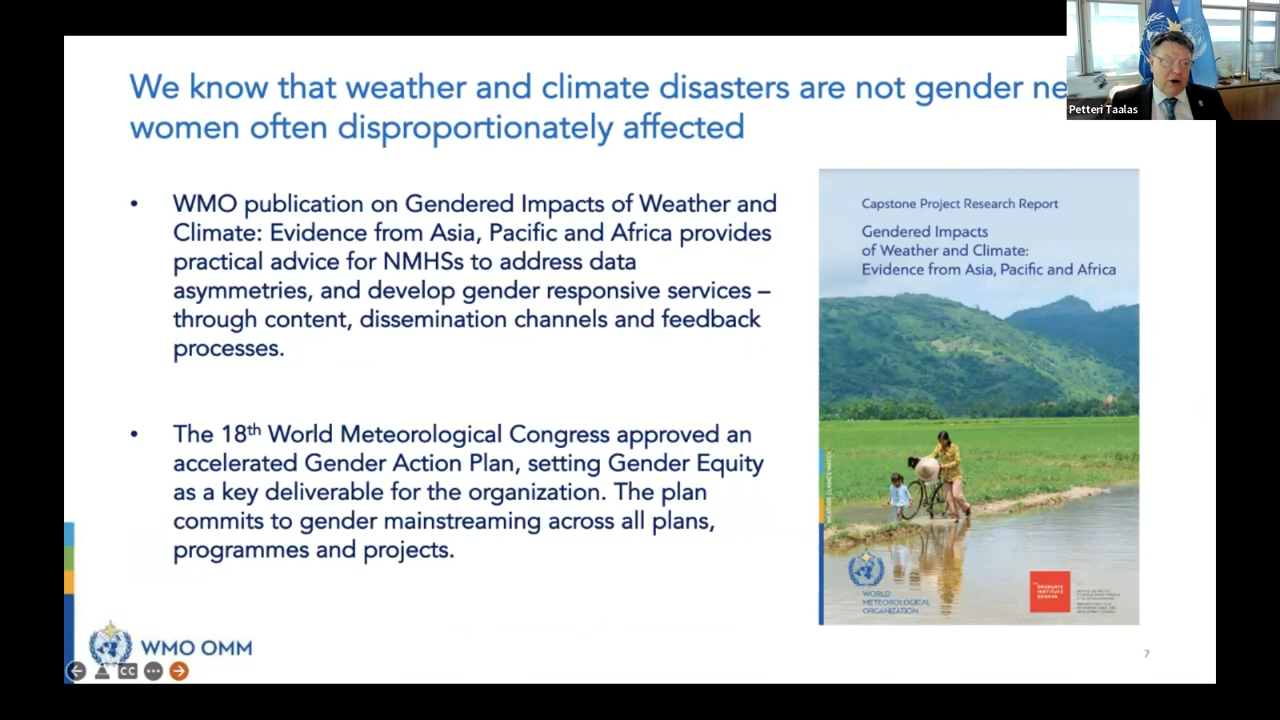 We know that weather and climate disasters are not gender ne
women often disproportionately affected
Petteri Taalas
• WMO publication on Gendered Impacts of Weather and
Climate: Evidence from Asia, Pacific and Africa provides
practical advice for NMHSs to address data
asymmetries, and develop gender responsive services –
through content, dissemination channels and feedback
processes.
• The 18th World Meteorological Congress approved an
accelerated Gender Action Plan, setting Gender Equity
as a key deliverable for the organization. The plan
commits to gender mainstreaming across all plans,
programmes and projects.
Capstone Project Research Report
Gendered Impacts
of Weather and Climate:
Evidence from Asia, Pacific and Africa
WEATHER CLIMATE WATER
WORLD
METEOROLOGICAL
ORGANIZATION
GRADUATE
INSTITUTE
GENEVA
WMO OMM
CC
7